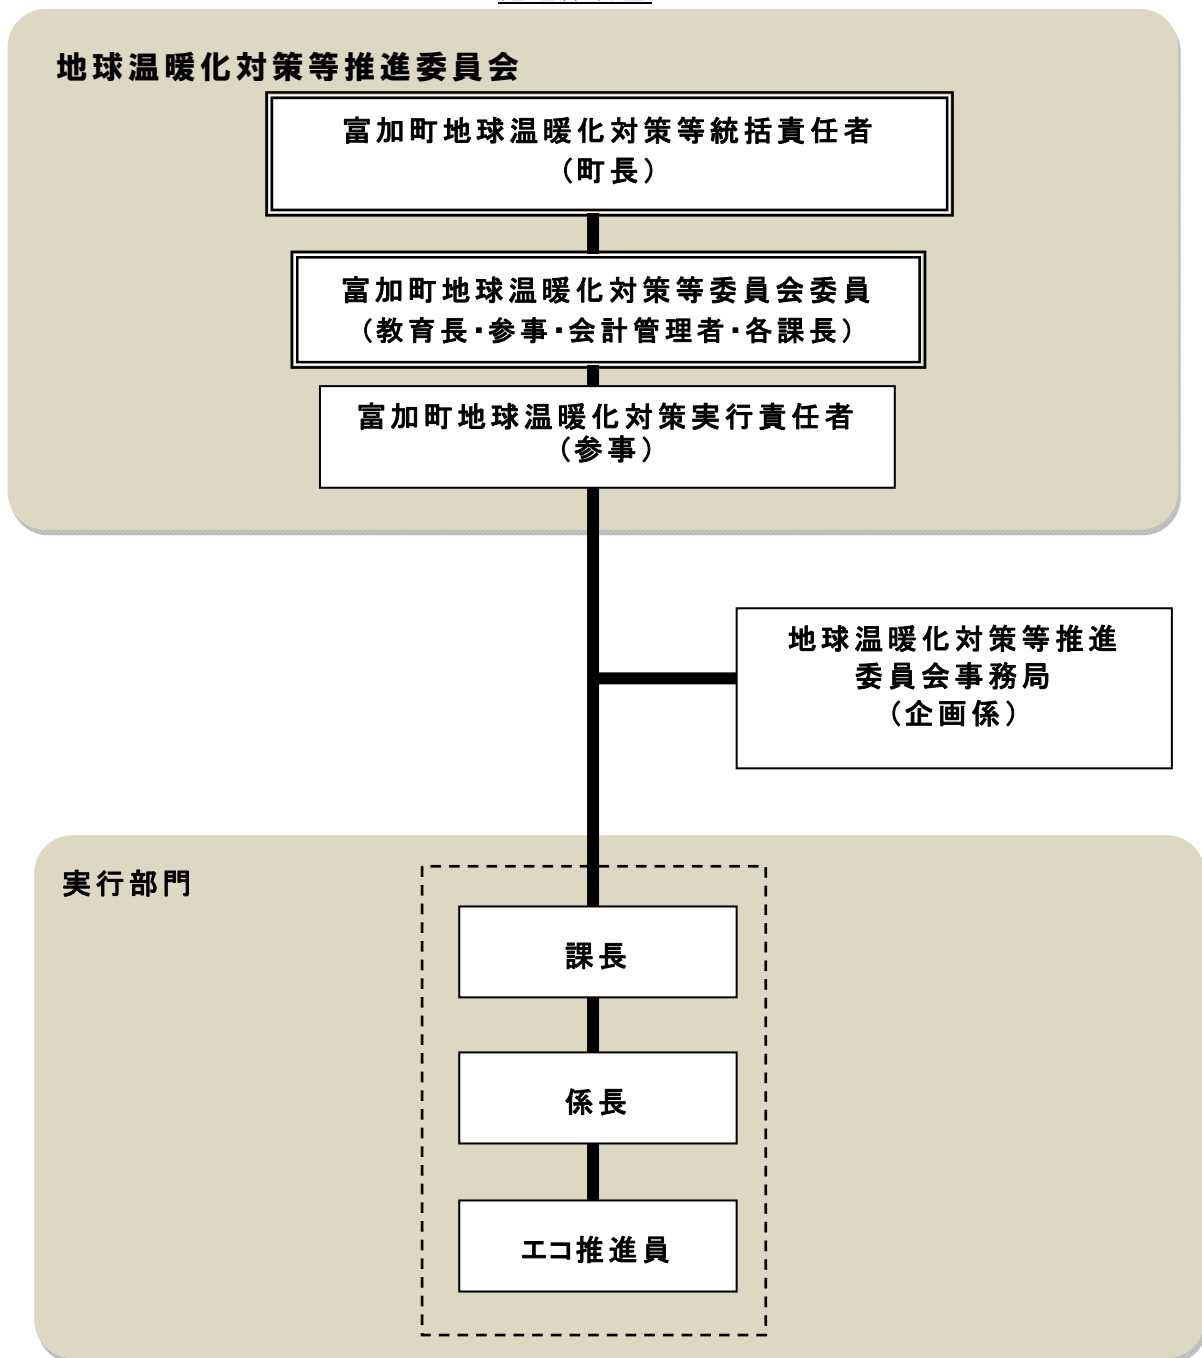 地球温暖化対策等推進委員会
富加町地球温暖化対策等統括責任者
（町長）
富加町地球温暖化対策等委員会委員
（教育長・参事・会計管理者・各課長）
富加町地球温暖化対策実行責任者
（参事）
地球温暖化対策等推進
委員会事務局
（企画係）
実行部門
課長
係長
エコ推進員